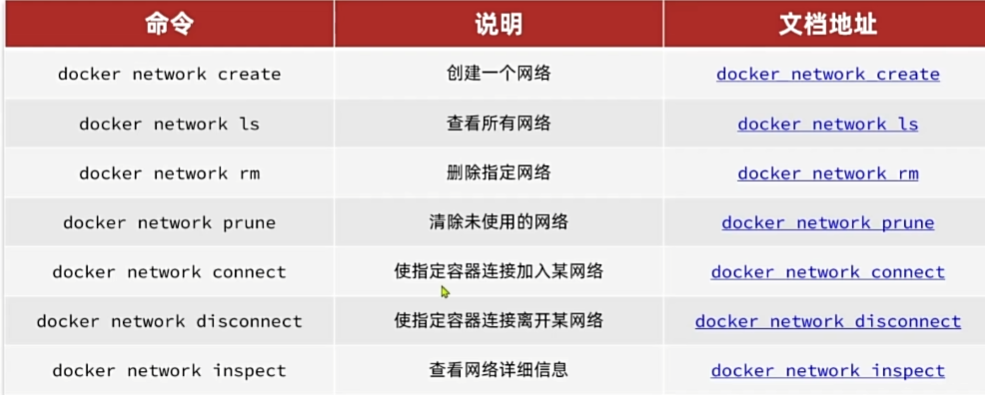 命令 说明 文档地址
docker network create 创建一个网络 docker network create
docker network ls 查看所有网络 docker network ls
docker network rm 删除指定网络 docker network rm
docker network prune 清除未使用的网络 docker network prune
docker network connect 使指定容器连接加入某网络 docker network connect
docker network disconnect 使指定容器连接离开某网络 docker network disconnect
docker network inspect 查看网络详细信息 docker network inspect